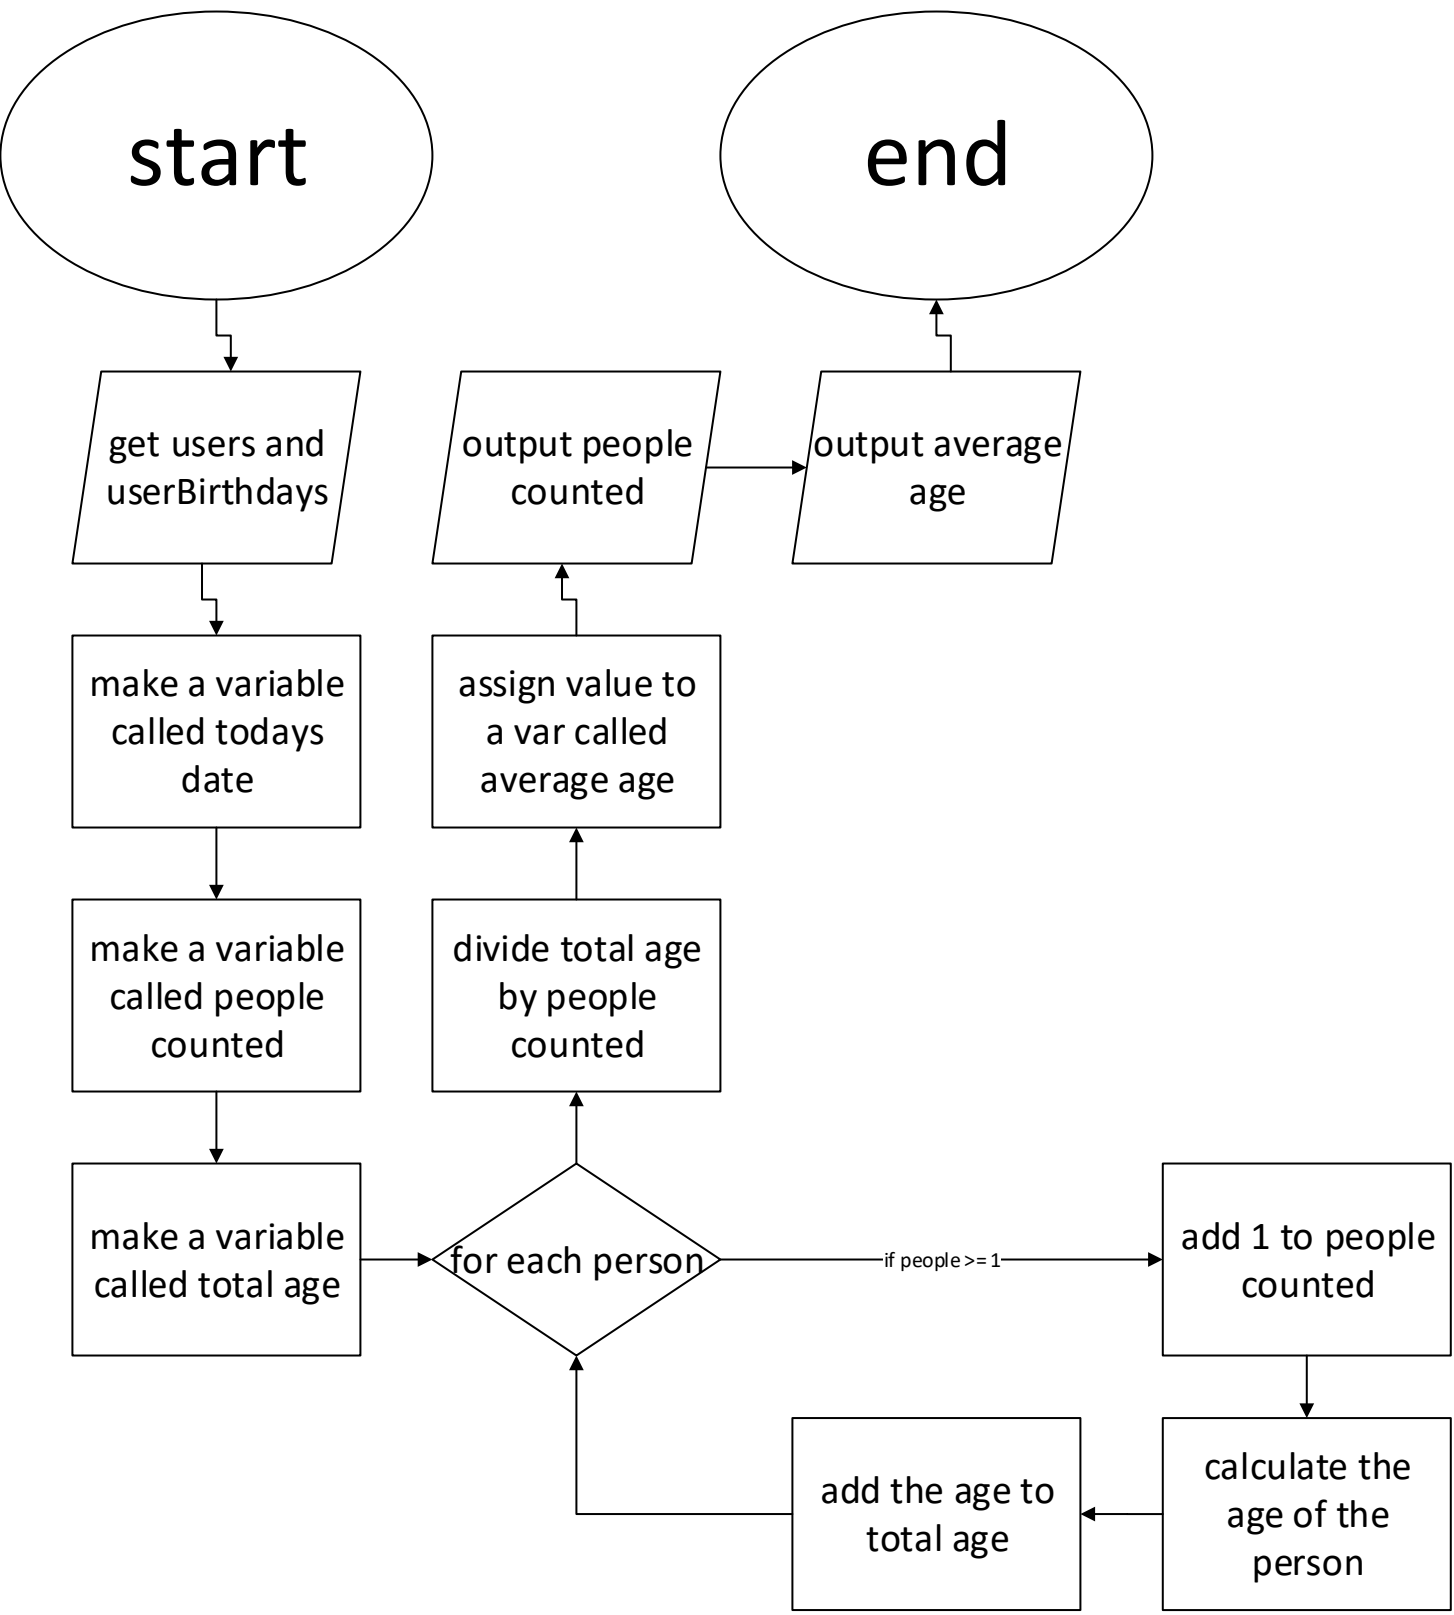 start
get users and
userBirthdays
make a variable
called todays
date
make a variable
called people
counted
make a variable
called total age
for each person
if people >= 1
add 1 to people
counted
calculate the
age of the
person
add the age to
total age
divide total age
by people
counted
assign value to
a var called
average age
output people
counted
output average
age
end